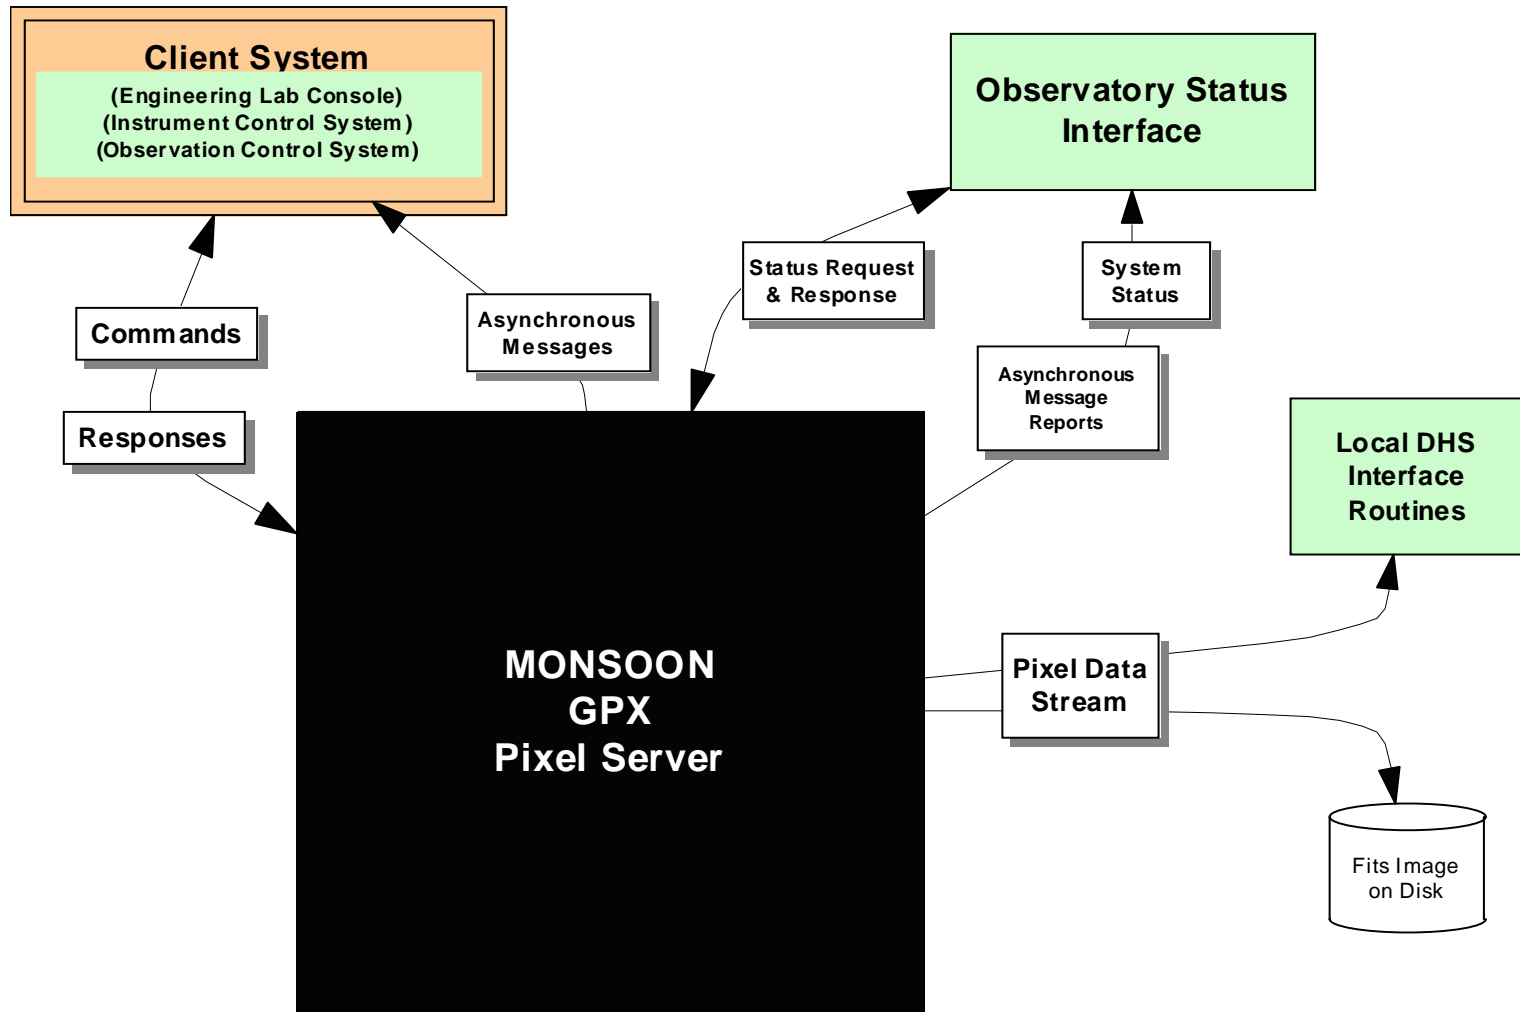 Client System
(Engineering Lab Console)
(Instrument Control System)
(Observation Control System)
Observatory Status
Interface
Status Request
& Response
System
Status
Commands
Asynchronous
Messages
Asynchronous
Message
Reports
Responses
Local DHS
Interface
Routines
MONSOON
GPX
Pixel Server
Pixel Data
Stream
Fits Image
on Disk